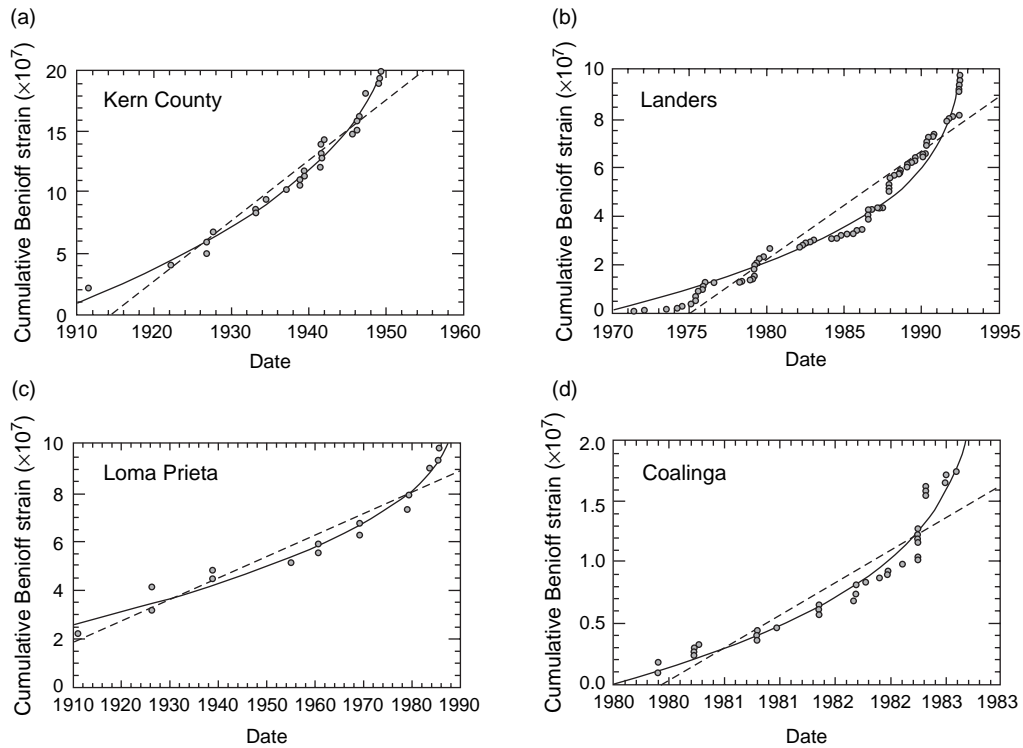 (a)
Cumulative Benioff strain (×10⁷)
20
15
10
5
0
Kern County
1910 1920 1930 1940 1950 1960
Date
(b)
Cumulative Benioff strain (×10⁷)
10
8
6
4
2
0
Landers
1970 1975 1980 1985 1990 1995
Date
(c)
Cumulative Benioff strain (×10⁷)
10
8
6
4
2
0
Loma Prieta
1910 1920 1930 1940 1950 1960 1970 1980 1990
Date
(d)
Cumulative Benioff strain (×10⁷)
2.0
1.6
1.2
1.0
0.5
0.0
Coalinga
1980 1980 1981 1981 1982 1982 1983 1983
Date